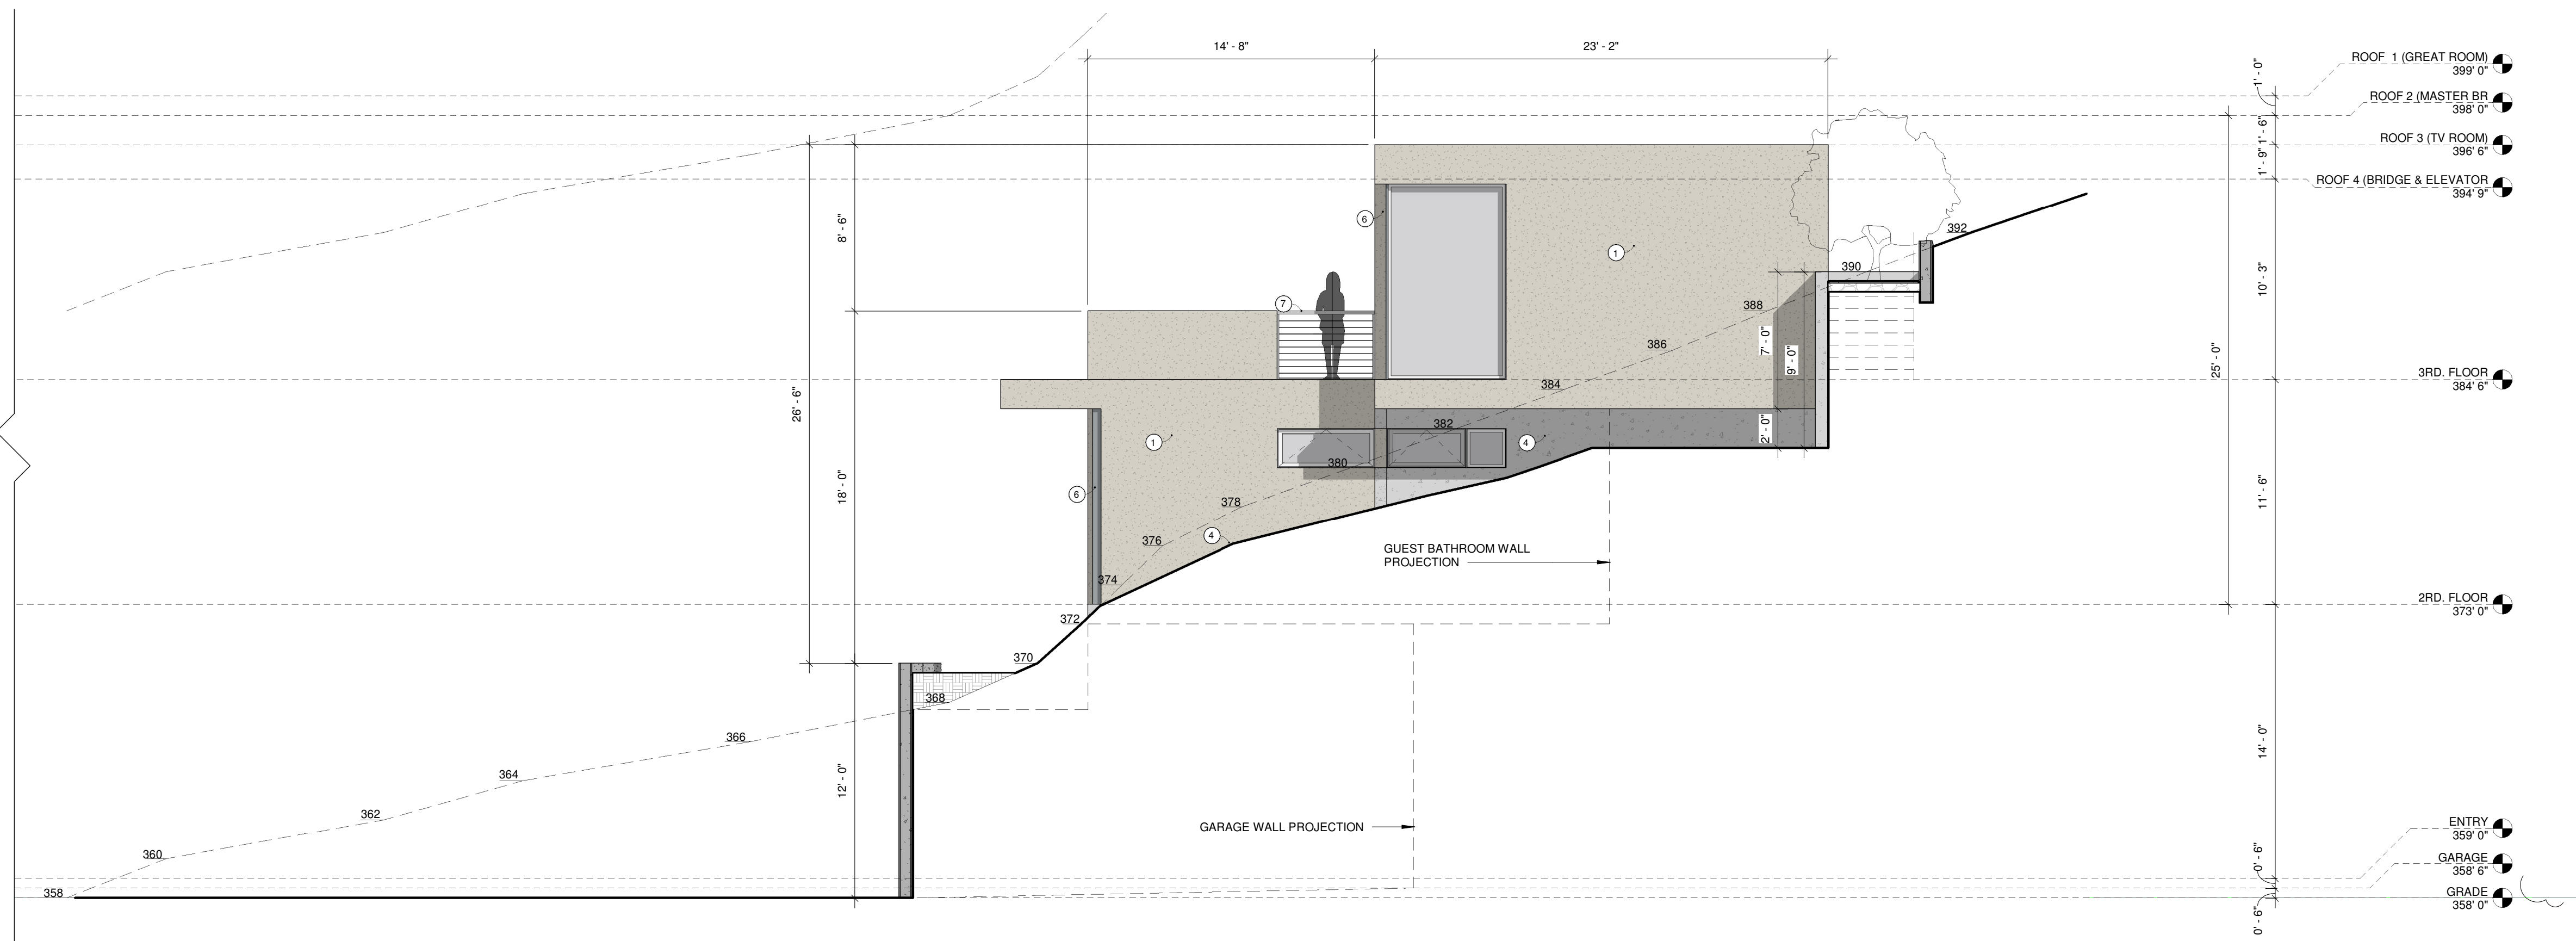 14' - 8"
23' - 2"
ROOF  1 (GREAT ROOM)
399' 0"
1' - 0"
ROOF 2 (MASTER BR
398' 0"
1' - 6"
ROOF 3 (TV ROOM)
396' 6"
1' - 9"
ROOF 4 (BRIDGE & ELEVATOR
394' 9"
8' - 6"
6
1
392
390
10' - 3"
7
388
7' - 0"
9' - 0"
386
25' - 0"
384
3RD. FLOOR
384' 6"
26' - 6"
382
2' - 0"
1
4
380
18' - 0"
6
378
11' - 6"
376
4
GUEST BATHROOM WALL
PROJECTION
374
372
2RD. FLOOR
373' 0"
370
368
366
14' - 0"
364
12' - 0"
362
GARAGE WALL PROJECTION
360
ENTRY
359' 0"
0' - 6"
GARAGE
358' 6"
358
GRADE
358' 0"
0' - 6"